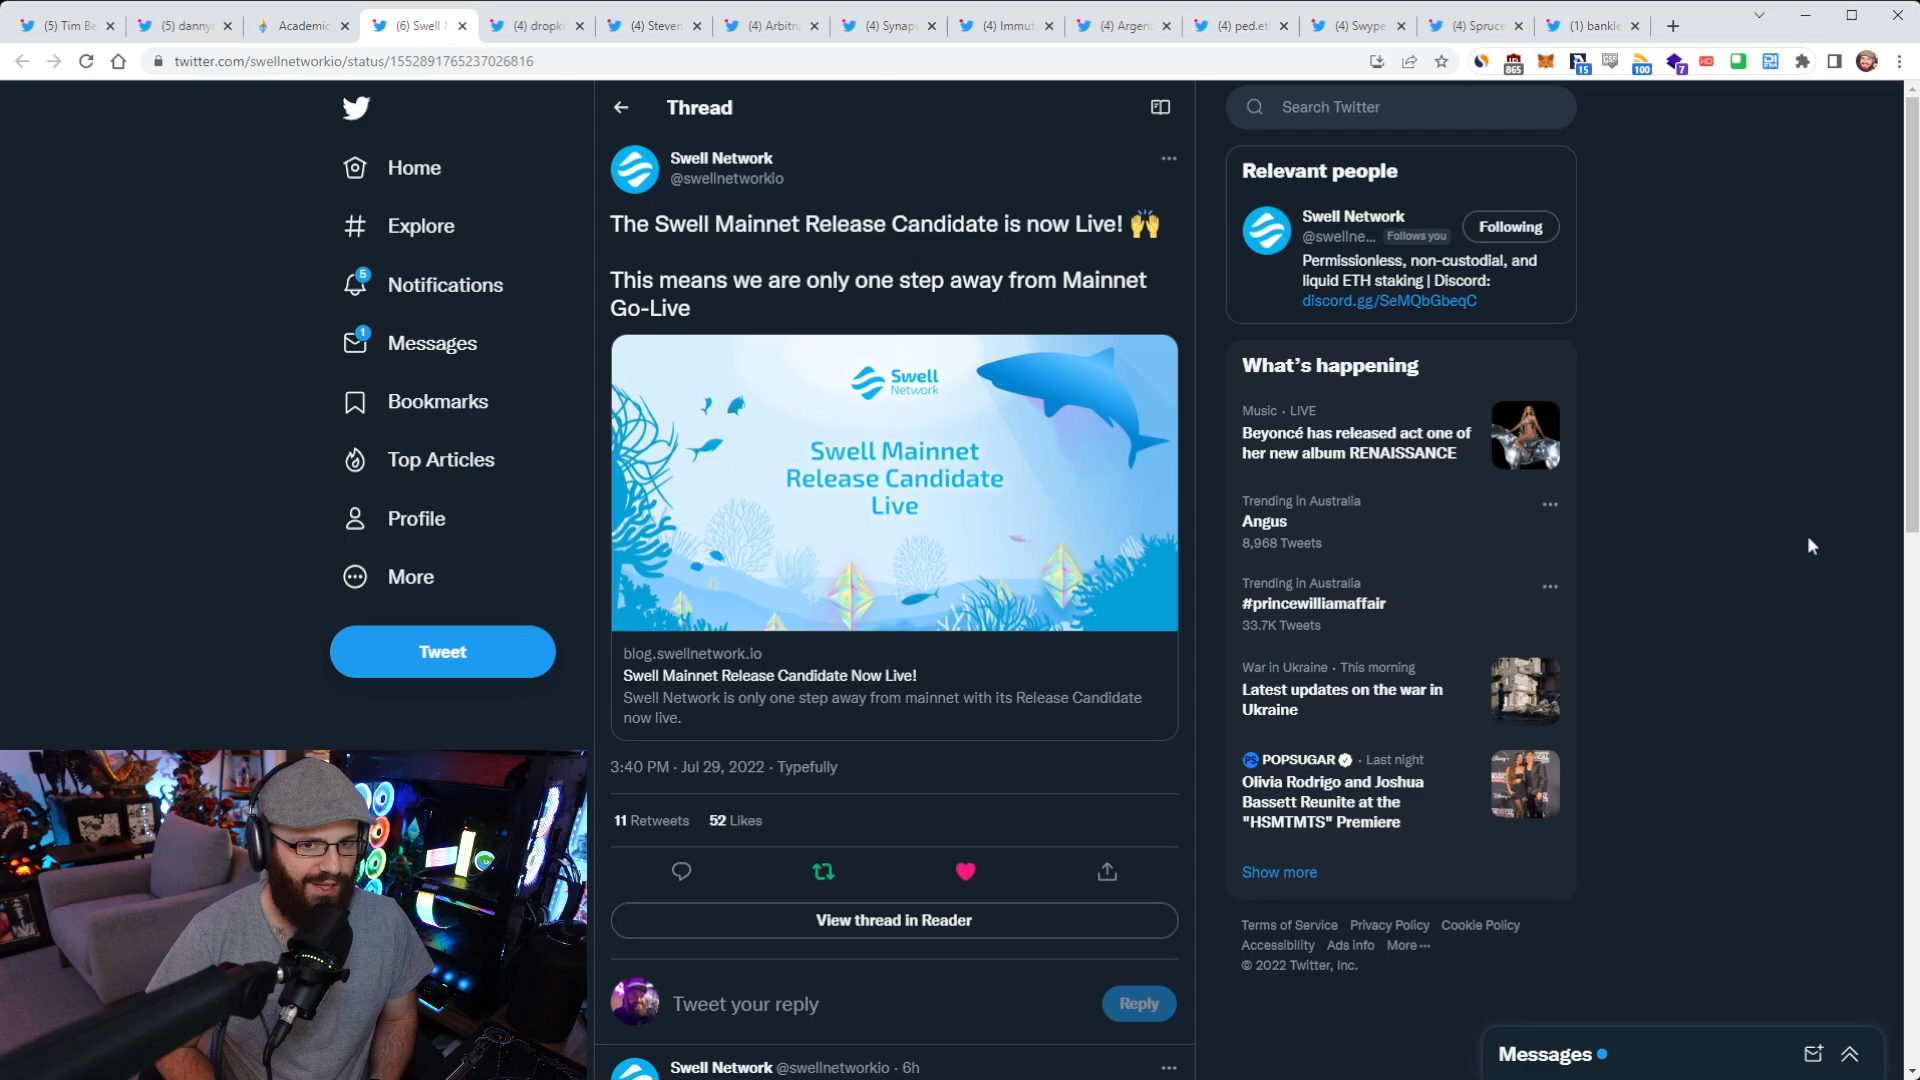 (5) Tim Be
(5) danny
Academic
(6) Swell
(4) dropk
(4) Steven
(4) Arbitr
(4) Synaps
(4) Immut
(4) Argent
(4) ped.et
(4) Swype
(4) Spruce
(1) bankle
twitter.com/swellnetworkio/status/1552891765237026816
865
15
100
7
HD
Home
Explore
5
Notifications
1
Messages
Bookmarks
Top Articles
Profile
More
Tweet
Thread
Swell Network
@swellnetworkio
The Swell Mainnet Release Candidate is now Live! 🙌
This means we are only one step away from Mainnet
Go-Live
Swell
Network
Swell Mainnet
Release Candidate
Live
blog.swellnetwork.io
Swell Mainnet Release Candidate Now Live!
Swell Network is only one step away from mainnet with its Release Candidate
now live.
3:40 PM · Jul 29, 2022 · Typefully
11 Retweets 52 Likes
View thread in Reader
Tweet your reply
Reply
Swell Network @swellnetworkio · 6h
Search Twitter
Relevant people
Swell Network
@swellne... Follows you
Following
Permissionless, non-custodial, and
liquid ETH staking | Discord:
discord.gg/SeMQbGbeqC
What's happening
Music · LIVE
Beyoncé has released act one of
her new album RENAISSANCE
Trending in Australia
Angus
8,968 Tweets
Trending in Australia
#princewilliamaffair
33.7K Tweets
War in Ukraine · This morning
Latest updates on the war in
Ukraine
POPSUGAR · Last night
Olivia Rodrigo and Joshua
Bassett Reunite at the
"HSMTMTS" Premiere
Show more
Terms of Service Privacy Policy Cookie Policy
Accessibility Ads info More ···
© 2022 Twitter, Inc.
Messages